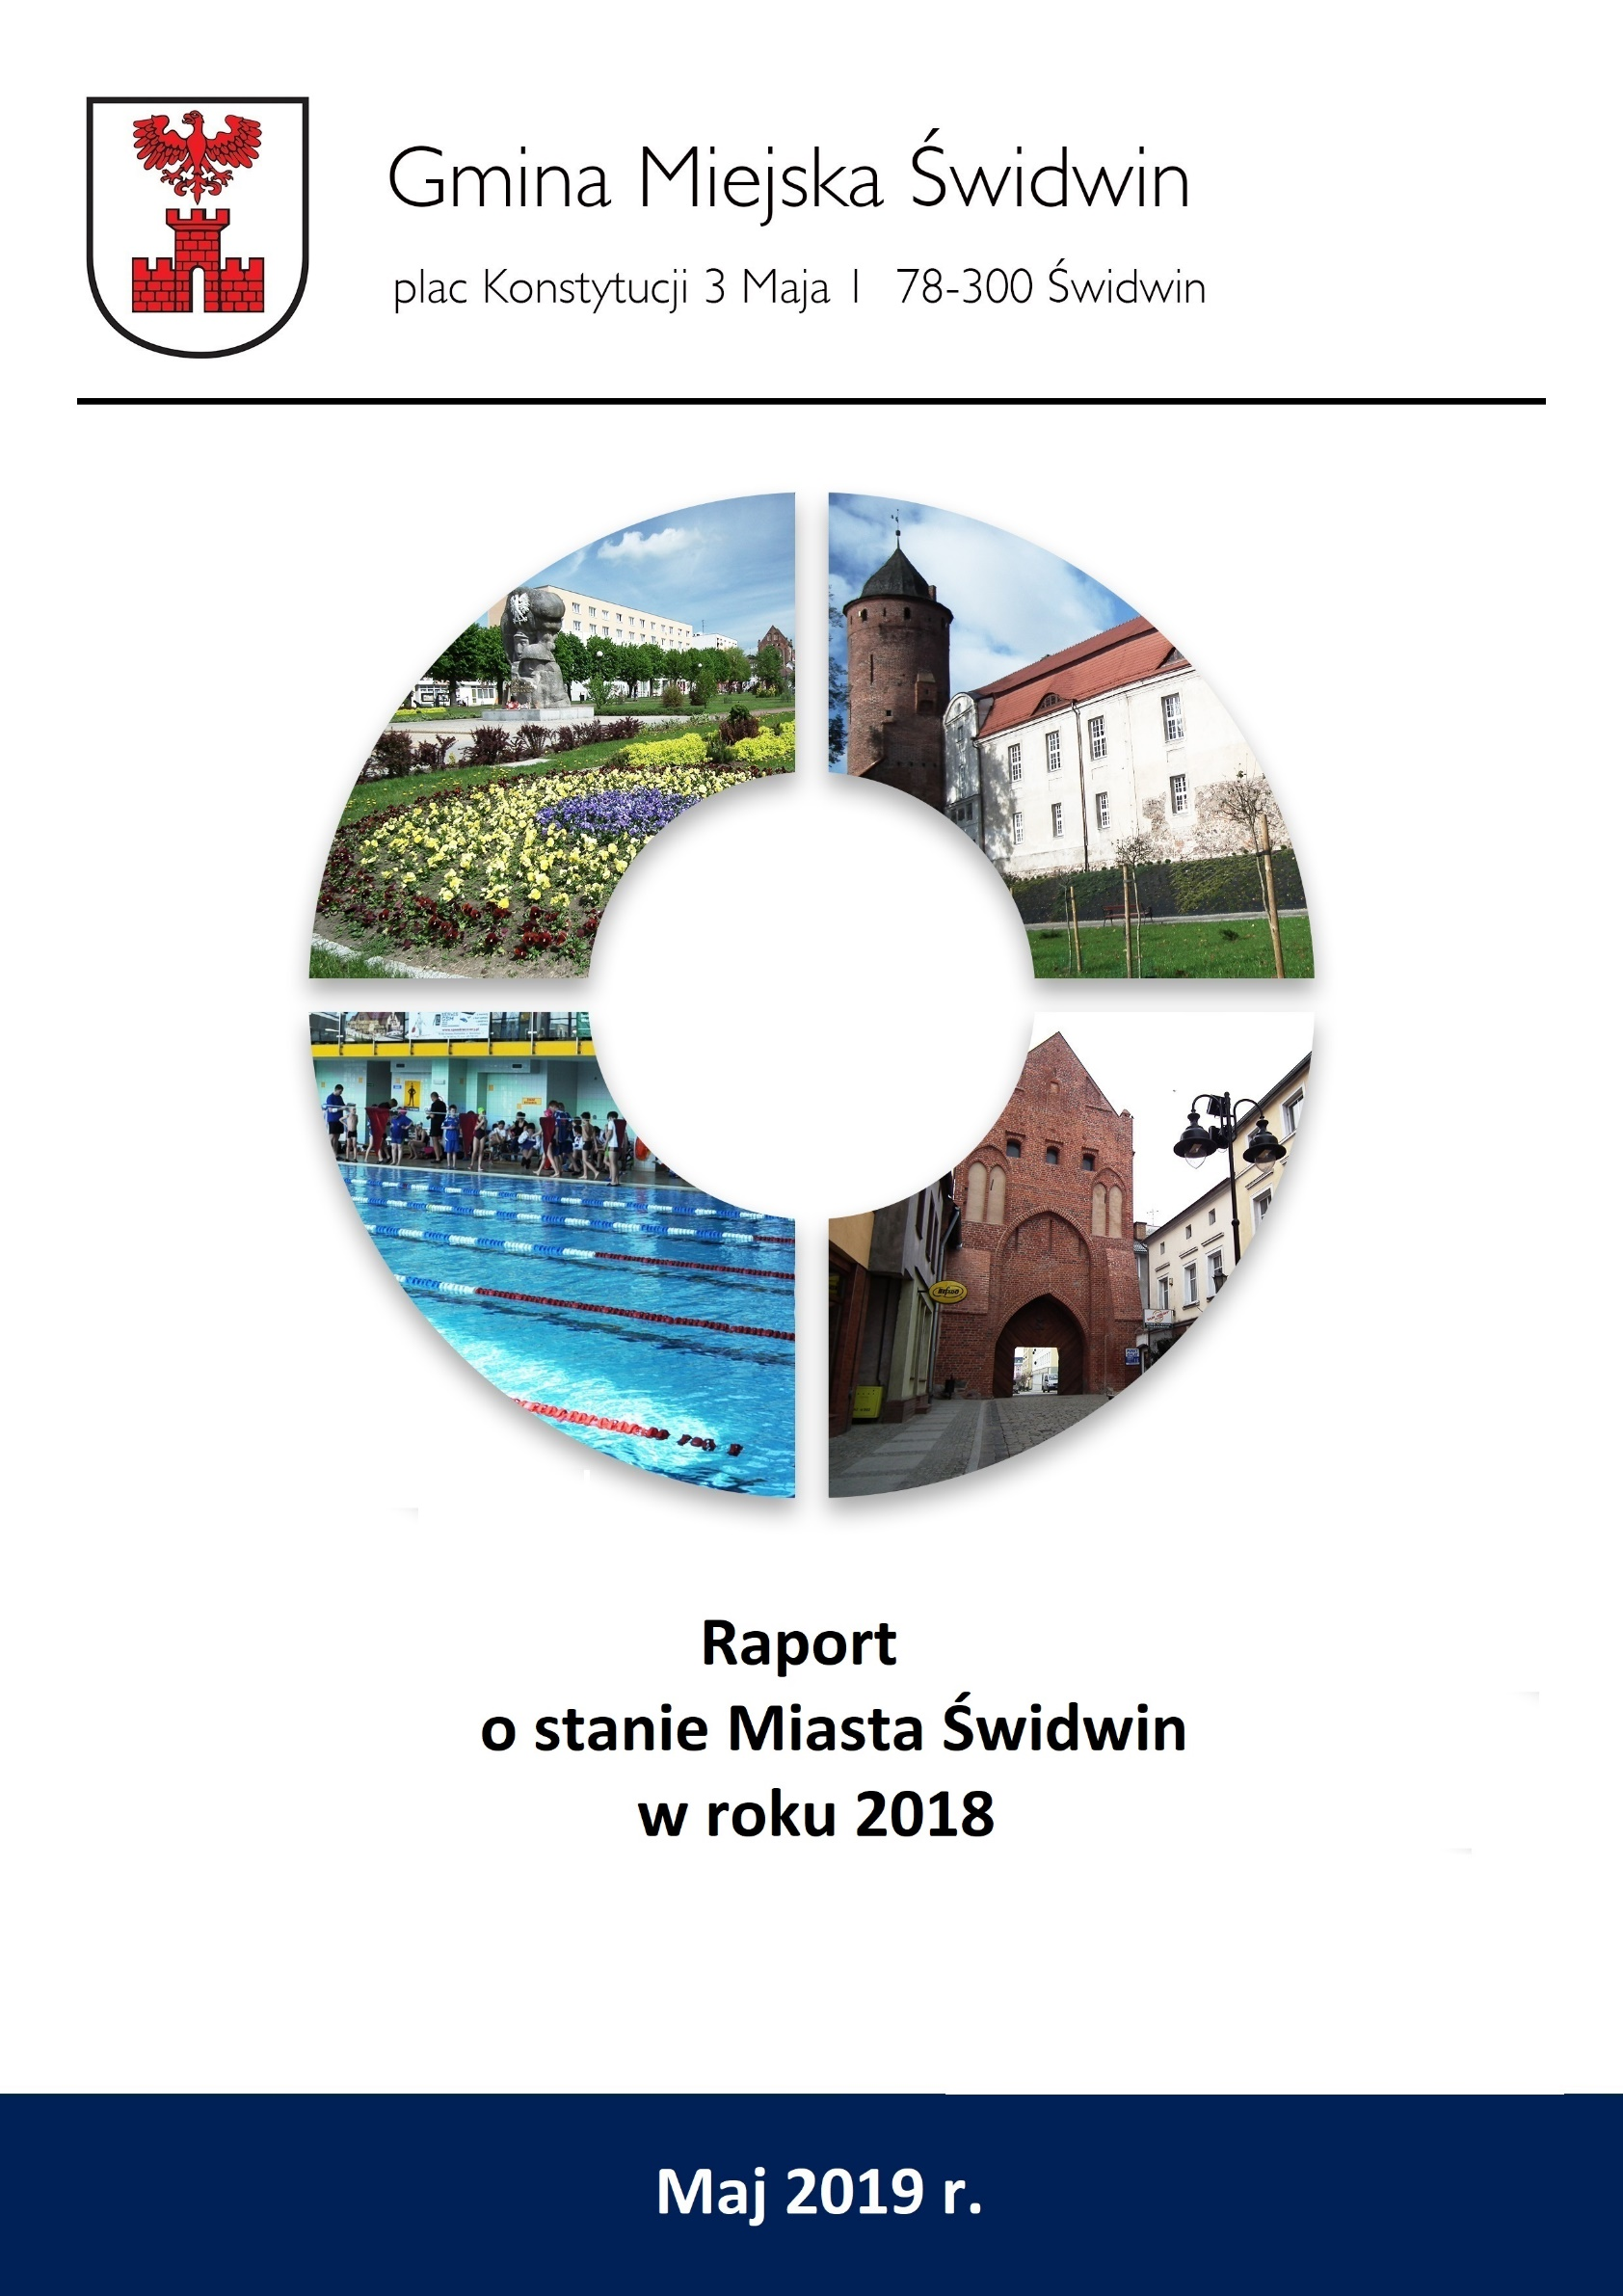 Gmina Miejska Świdwin
plac Konstytucji 3 Maja 1 78-300 Świdwin
Raport
o stanie Miasta Świdwin
w roku 2018
Maj 2019 r.